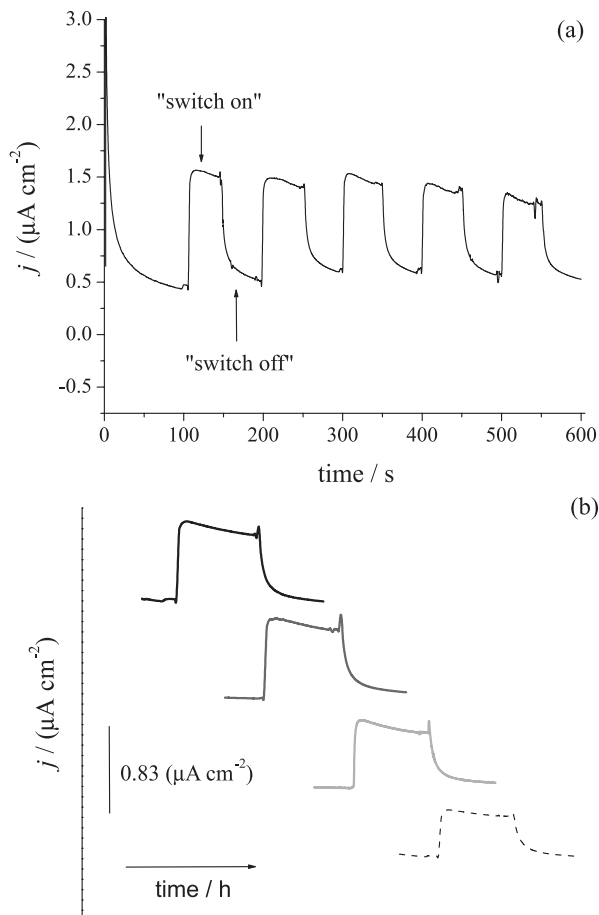 (a)
3.0
2.5
2.0
1.5
1.0
0.5
0.0
-0.5
j / (μA cm-2)
"switch on"
"switch off"
0 100 200 300 400 500 600
time / s
(b)
j / (μA cm-2)
0.83 (μA cm-2)
time / h